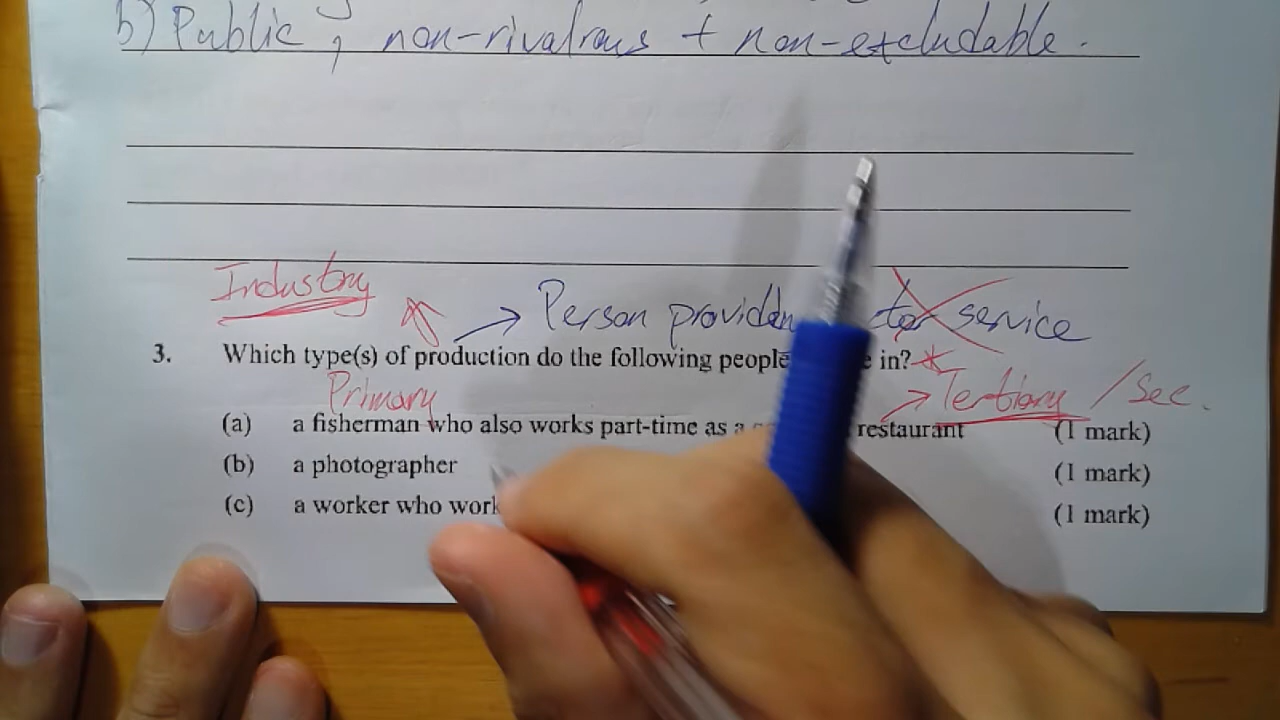 b) Public, non-rivalrous + non-excludable.
Industry
→ Person providin service
3. Which type(s) of production do the following people in?
Primary → Tertiary / Sec.
(a) a fisherman who also works part-time as a restaurant (1 mark)
(b) a photographer (1 mark)
(c) a worker who work (1 mark)